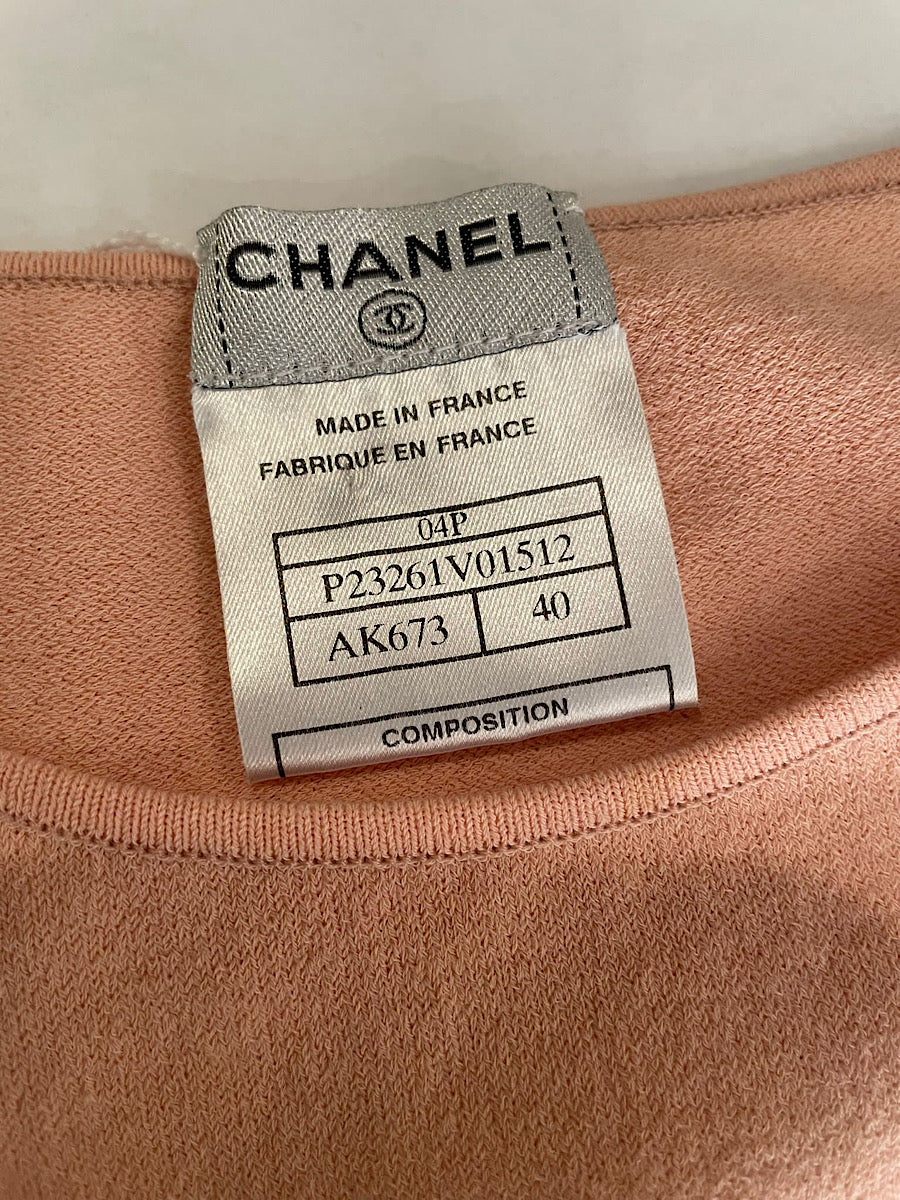 CHANEL
MADE IN FRANCE
FABRIQUE EN FRANCE
04P
P23261V01512
AK673 40
COMPOSITION